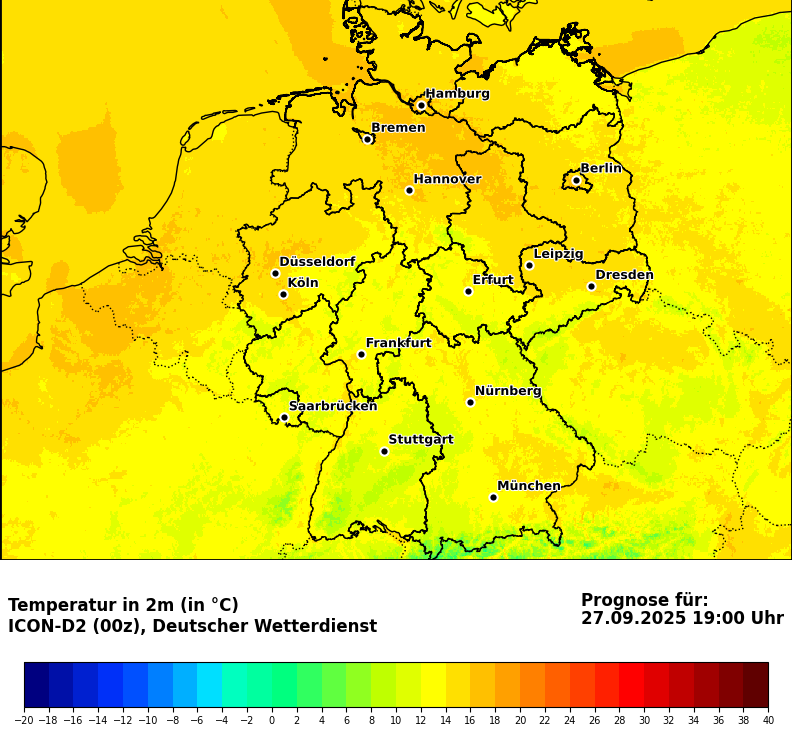 Hamburg
Bremen
Berlin
Hannover
Leipzig
Düsseldorf
Dresden
Köln
Erfurt
Frankfurt
Nürnberg
Saarbrücken
Stuttgart
München
Temperatur in 2m (in °C)
ICON-D2 (00z), Deutscher Wetterdienst
Prognose für:
27.09.2025 19:00 Uhr
−20 −18 −16 −14 −12 −10 −8 −6 −4 −2 0 2 4 6 8 10 12 14 16 18 20 22 24 26 28 30 32 34 36 38 40